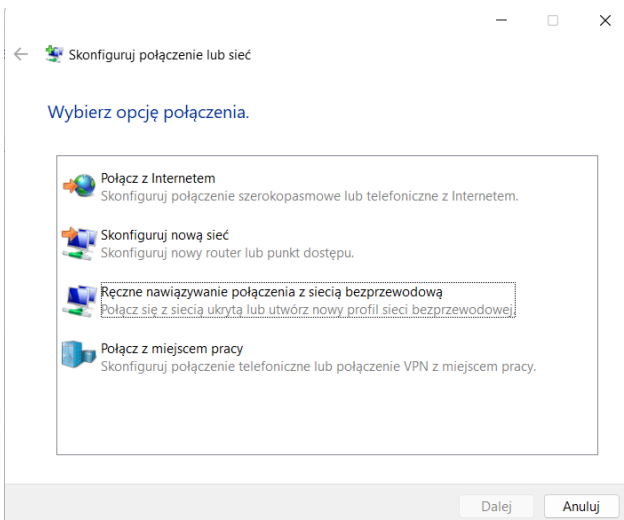 Skonfiguruj połączenie lub sieć
Wybierz opcję połączenia.
Połącz z Internetem
Skonfiguruj połączenie szerokopasmowe lub telefoniczne z Internetem.
Skonfiguruj nową sieć
Skonfiguruj nowy router lub punkt dostępu.
Ręczne nawiązywanie połączenia z siecią bezprzewodową
Połącz się z siecią ukrytą lub utwórz nowy profil sieci bezprzewodowej.
Połącz z miejscem pracy
Skonfiguruj połączenie telefoniczne lub połączenie VPN z miejscem pracy.
Dalej Anuluj